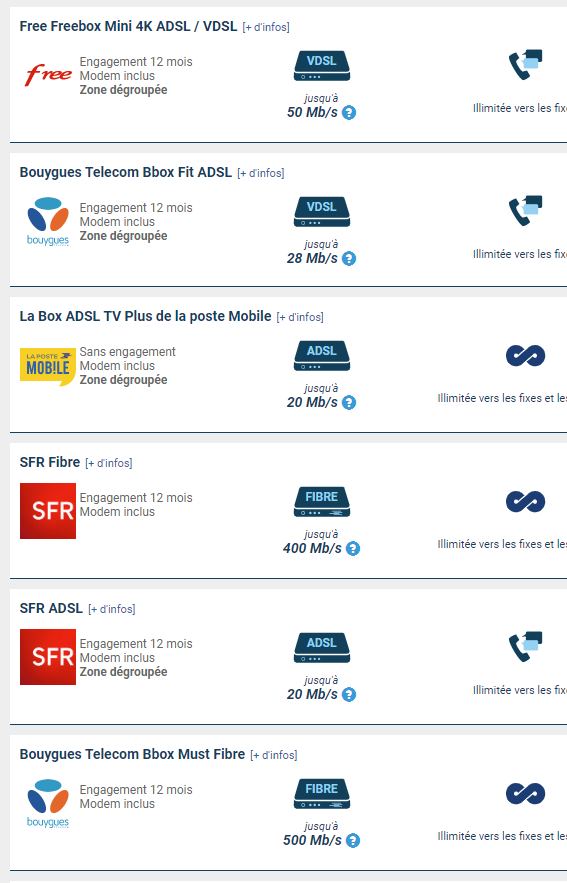 Free Freebox Mini 4K ADSL / VDSL [+ d'infos]
free
Engagement 12 mois
Modem inclus
Zone dégroupée
VDSL
jusqu'à
50 Mb/s ?
Illimitée vers les fixe
Bouygues Telecom Bbox Fit ADSL [+ d'infos]
bouygues
Engagement 12 mois
Modem inclus
Zone dégroupée
VDSL
jusqu'à
28 Mb/s ?
Illimitée vers les fixe
La Box ADSL TV Plus de la poste Mobile [+ d'infos]
LA POSTE
MOBILE
Sans engagement
Modem inclus
Zone dégroupée
ADSL
jusqu'à
20 Mb/s ?
Illimitée vers les fixes et les
SFR Fibre [+ d'infos]
SFR
Engagement 12 mois
Modem inclus
FIBRE
jusqu'à
400 Mb/s ?
Illimitée vers les fixes et les
SFR ADSL [+ d'infos]
SFR
Engagement 12 mois
Modem inclus
Zone dégroupée
ADSL
jusqu'à
20 Mb/s ?
Illimitée vers les fixe
Bouygues Telecom Bbox Must Fibre [+ d'infos]
bouygues
Engagement 12 mois
Modem inclus
FIBRE
jusqu'à
500 Mb/s ?
Illimitée vers les fixes et les